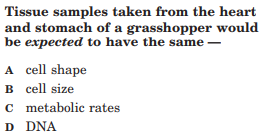 Tissue samples taken from the heart
and stomach of a grasshopper would
be expected to have the same —
A cell shape
B cell size
C metabolic rates
D DNA